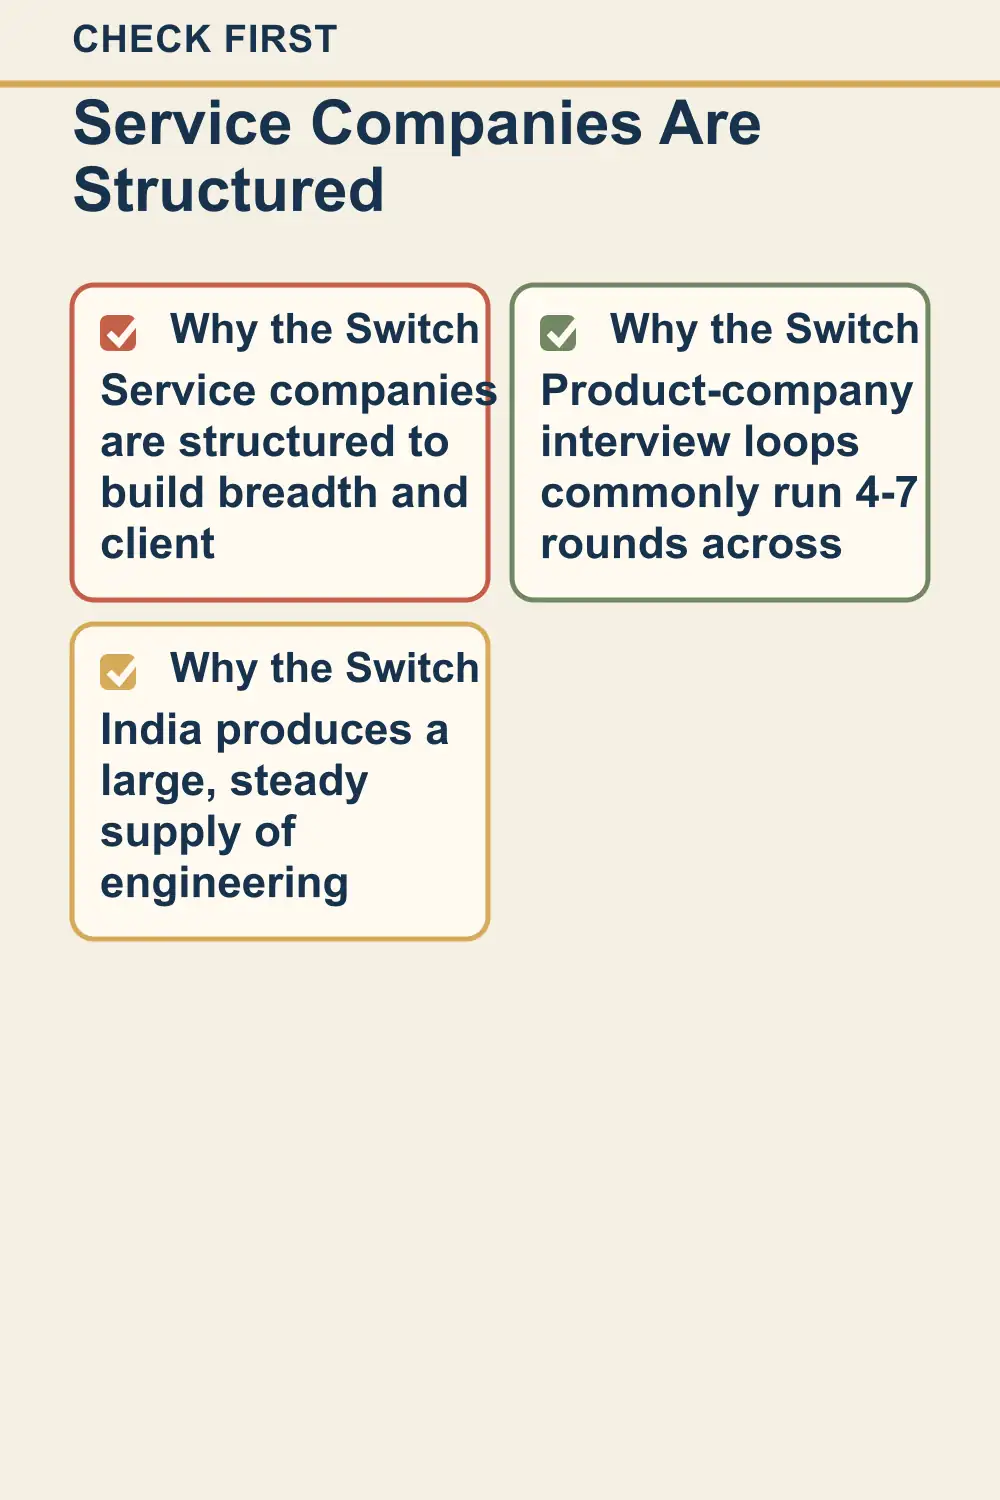 CHECK FIRST
Service Companies Are
Structured
Why the Switch
Service companies
are structured to
build breadth and
client
Why the Switch
Product-company
interview loops
commonly run 4-7
rounds across
Why the Switch
India produces a
large, steady
supply of
engineering